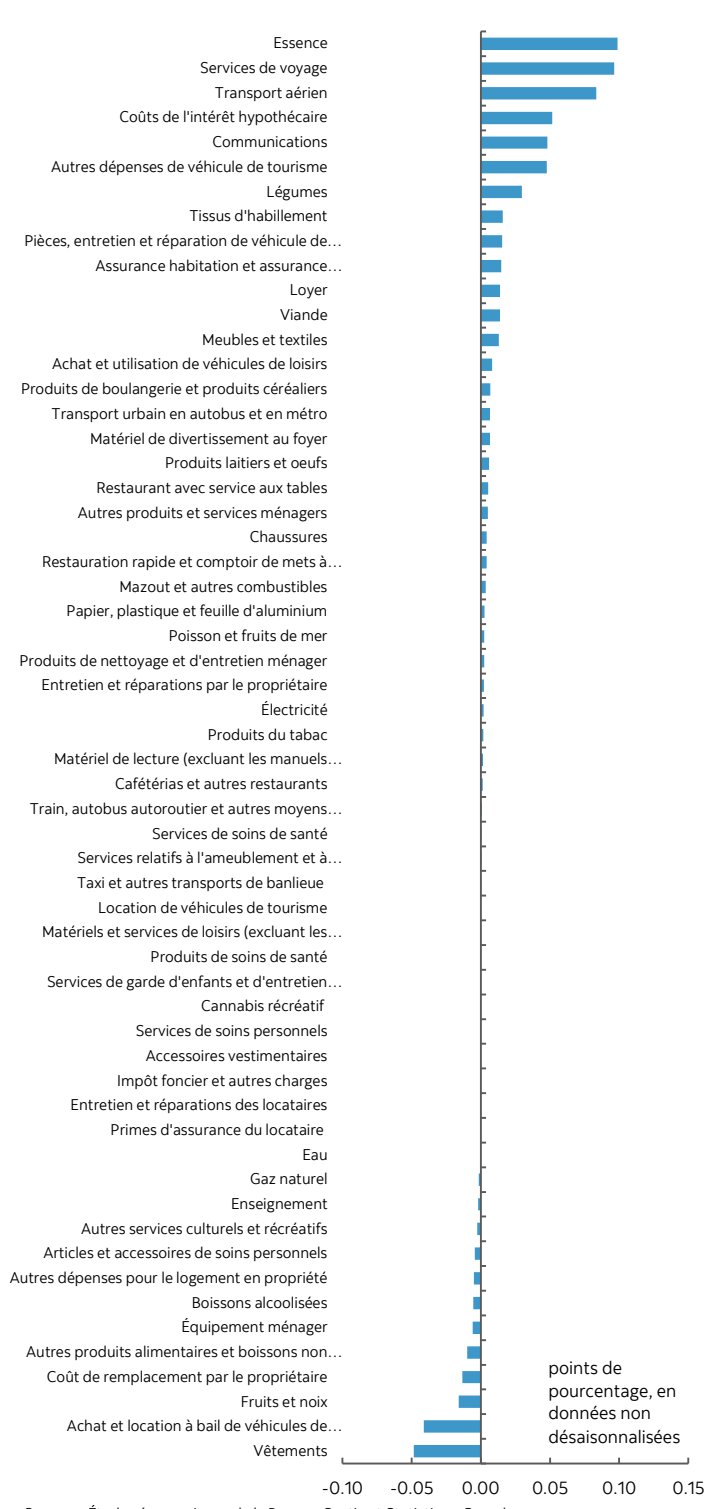 Essence
Services de voyage
Transport aérien
Coûts de l'intérêt hypothécaire
Communications
Autres dépenses de véhicule de tourisme
Légumes
Tissus d'habillement
Pièces, entretien et réparation de véhicule de…
Assurance habitation et assurance…
Loyer
Viande
Meubles et textiles
Achat et utilisation de véhicules de loisirs
Produits de boulangerie et produits céréaliers
Transport urbain en autobus et en métro
Matériel de divertissement au foyer
Produits laitiers et oeufs
Restaurant avec service aux tables
Autres produits et services ménagers
Chaussures
Restauration rapide et comptoir de mets à…
Mazout et autres combustibles
Papier, plastique et feuille d'aluminium
Poisson et fruits de mer
Produits de nettoyage et d'entretien ménager
Entretien et réparations par le propriétaire
Électricité
Produits du tabac
Matériel de lecture (excluant les manuels…
Cafétérias et autres restaurants
Train, autobus autoroutier et autres moyens…
Services de soins de santé
Services relatifs à l'ameublement et à…
Taxi et autres transports de banlieue
Location de véhicules de tourisme
Matériels et services de loisirs (excluant les…
Produits de soins de santé
Services de garde d'enfants et d'entretien…
Cannabis récréatif
Services de soins personnels
Accessoires vestimentaires
Impôt foncier et autres charges
Entretien et réparations des locataires
Primes d'assurance du locataire
Eau
Gaz naturel
Enseignement
Autres services culturels et récréatifs
Articles et accessoires de soins personnels
Autres dépenses pour le logement en propriété
Boissons alcoolisées
Équipement ménager
Autres produits alimentaires et boissons non…
Coût de remplacement par le propriétaire
Fruits et noix
Achat et location à bail de véhicules de…
Vêtements
points de
pourcentage, en
données non
désaisonnalisées
-0.10 -0.05 0.00 0.05 0.10 0.15